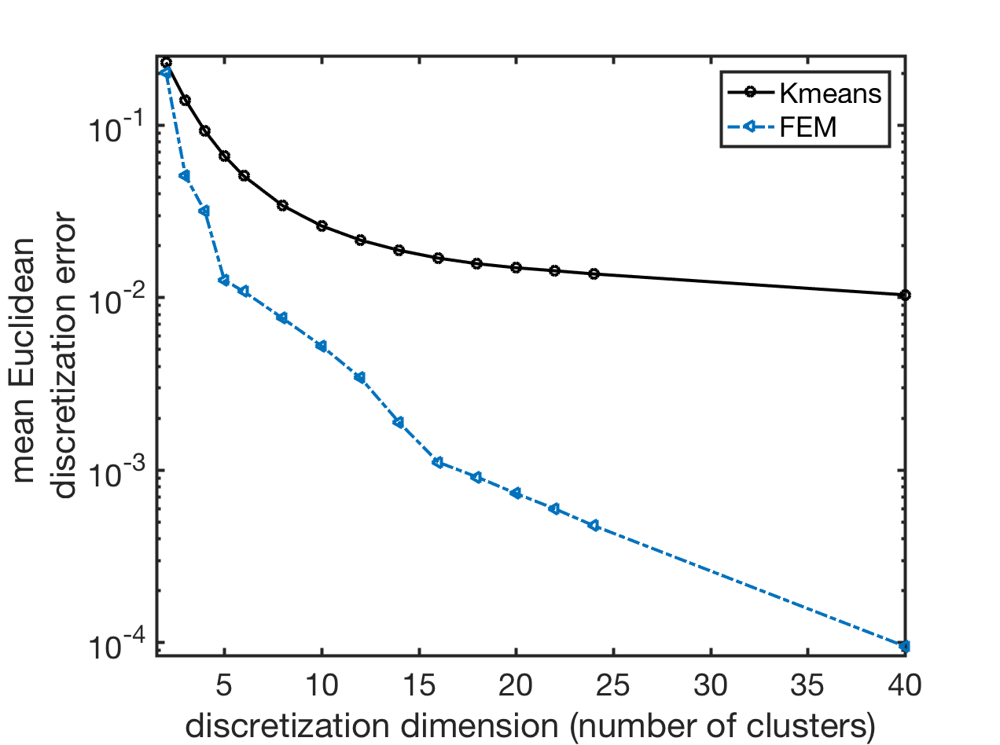 Kmeans
FEM
10^-1
10^-2
10^-3
10^-4
mean Euclidean
discretization error
5 10 15 20 25 30 35 40
discretization dimension (number of clusters)